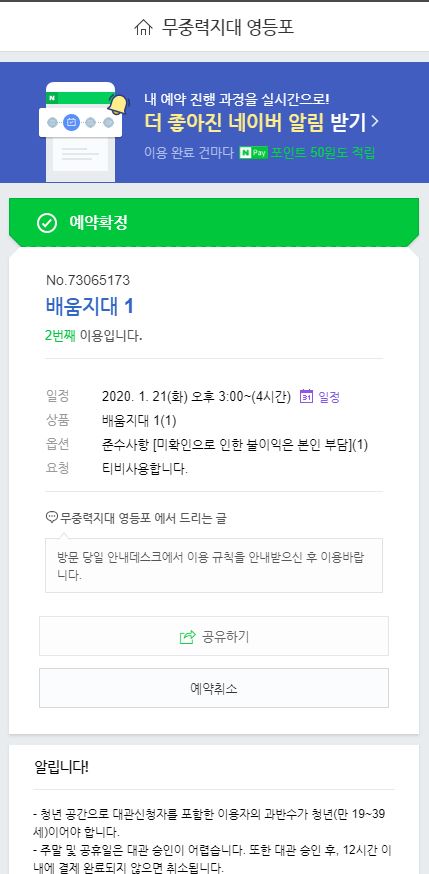 무중력지대 영등포
N
내 예약 진행 과정을 실시간으로!
더 좋아진 네이버 알림 받기
이용 완료 건마다 N Pay 포인트 50원도 적립
예약확정
No.73065173
배움지대 1
2번째 이용입니다.
일정 2020. 1. 21(화) 오후 3:00~(4시간) 31 일정
상품 배움지대 1(1)
옵션 준수사항 [미확인으로 인한 불이익은 본인 부담](1)
요청 티비사용합니다.
무중력지대 영등포 에서 드리는 글
방문 당일 안내데스크에서 이용 규칙을 안내받으신 후 이용바랍
니다.
공유하기
예약취소
알립니다!
- 청년 공간으로 대관신청자를 포함한 이용자의 과반수가 청년(만 19~39
세)이어야 합니다.
- 주말 및 공휴일은 대관 승인이 어렵습니다. 또한 대관 승인 후, 12시간 이
내에 결제 완료되지 않으면 취소됩니다.